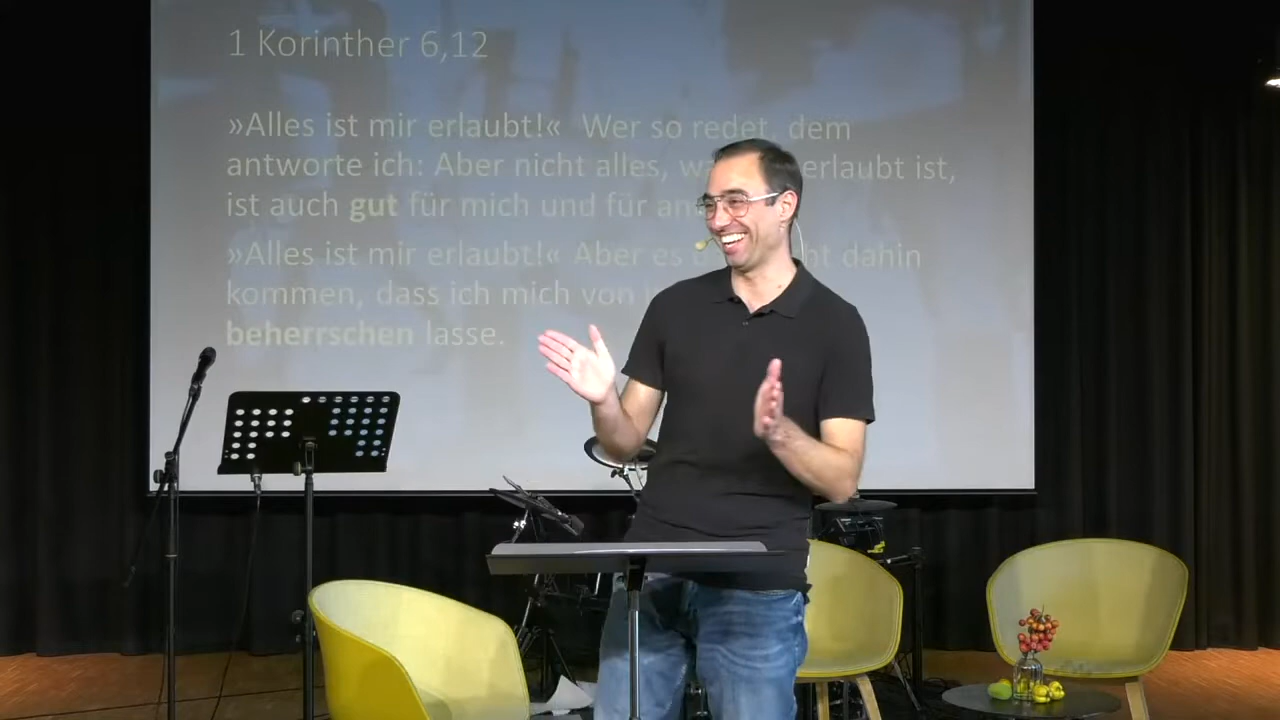 1 Korinther 6,12
»Alles ist mir erlaubt!« Wer so redet, dem
antworte ich: Aber nicht alles, erlaubt ist,
ist auch gut für mich und für
»Alles ist mir erlaubt!« Aber es dahin
kommen, dass ich mich von
beherrschen lasse.